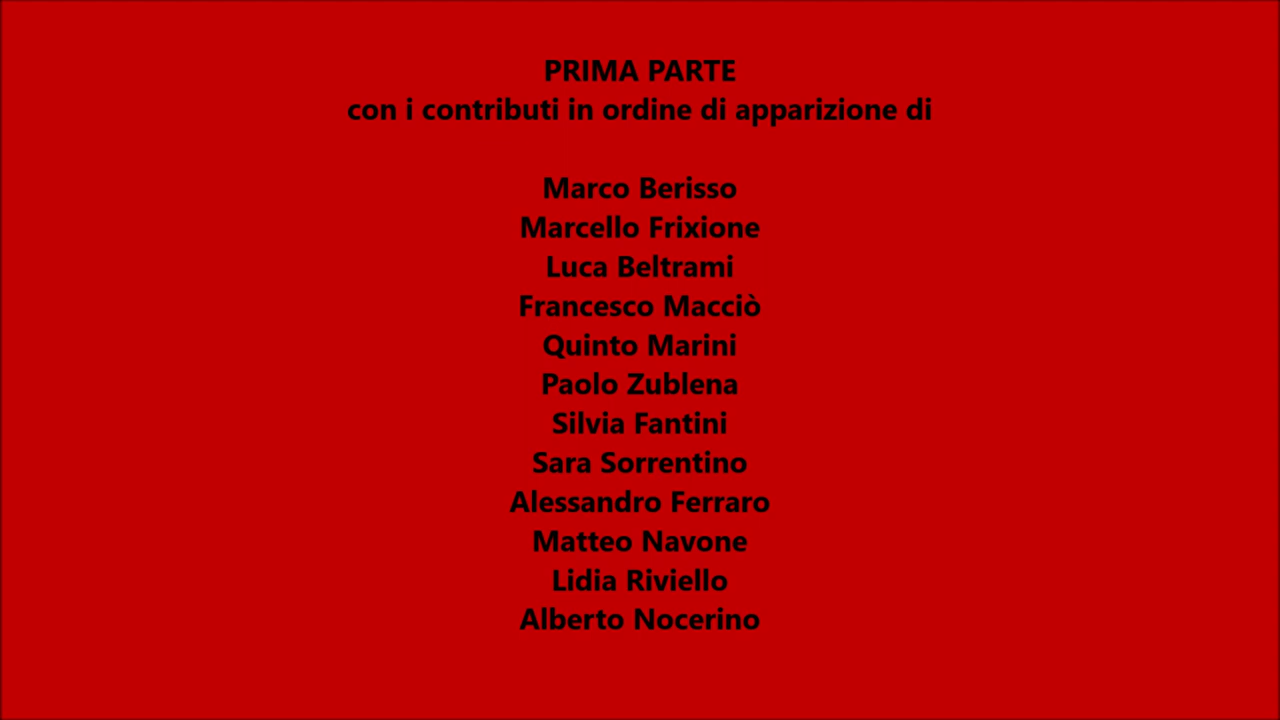 PRIMA PARTE
con i contributi in ordine di apparizione di
Marco Berisso
Marcello Frixione
Luca Beltrami
Francesco Macciò
Quinto Marini
Paolo Zublena
Silvia Fantini
Sara Sorrentino
Alessandro Ferraro
Matteo Navone
Lidia Riviello
Alberto Nocerino